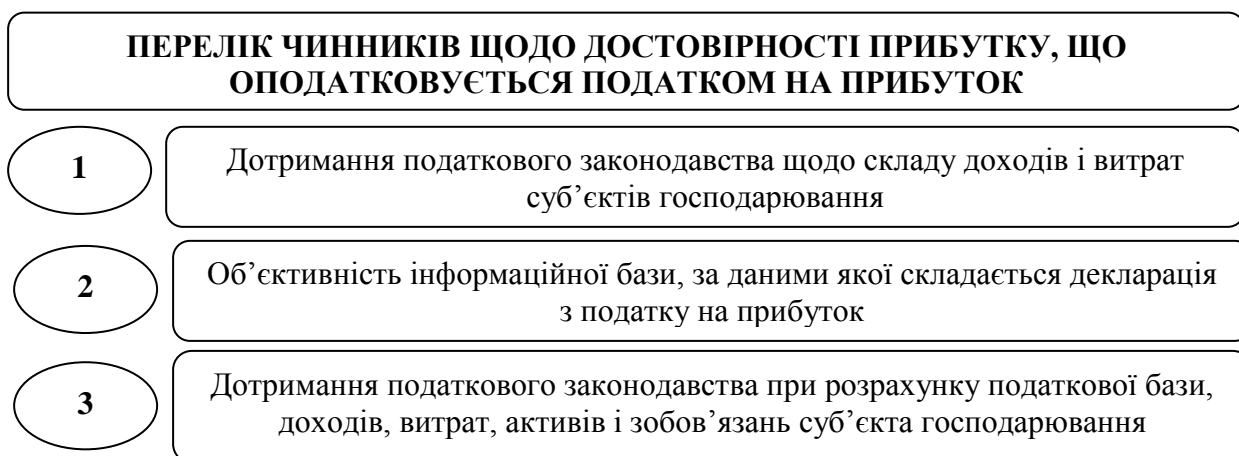 ПЕРЕЛІК ЧИННИКІВ ЩОДО ДОСТОВІРНОСТІ ПРИБУТКУ, ЩО
ОПОДАТКОВУЄТЬСЯ ПОДАТКОМ НА ПРИБУТОК
1
Дотримання податкового законодавства щодо складу доходів і витрат
суб’єктів господарювання
2
Об’єктивність інформаційної бази, за даними якої складається декларація
з податку на прибуток
3
Дотримання податкового законодавства при розрахунку податкової бази,
доходів, витрат, активів і зобов’язань суб’єкта господарювання